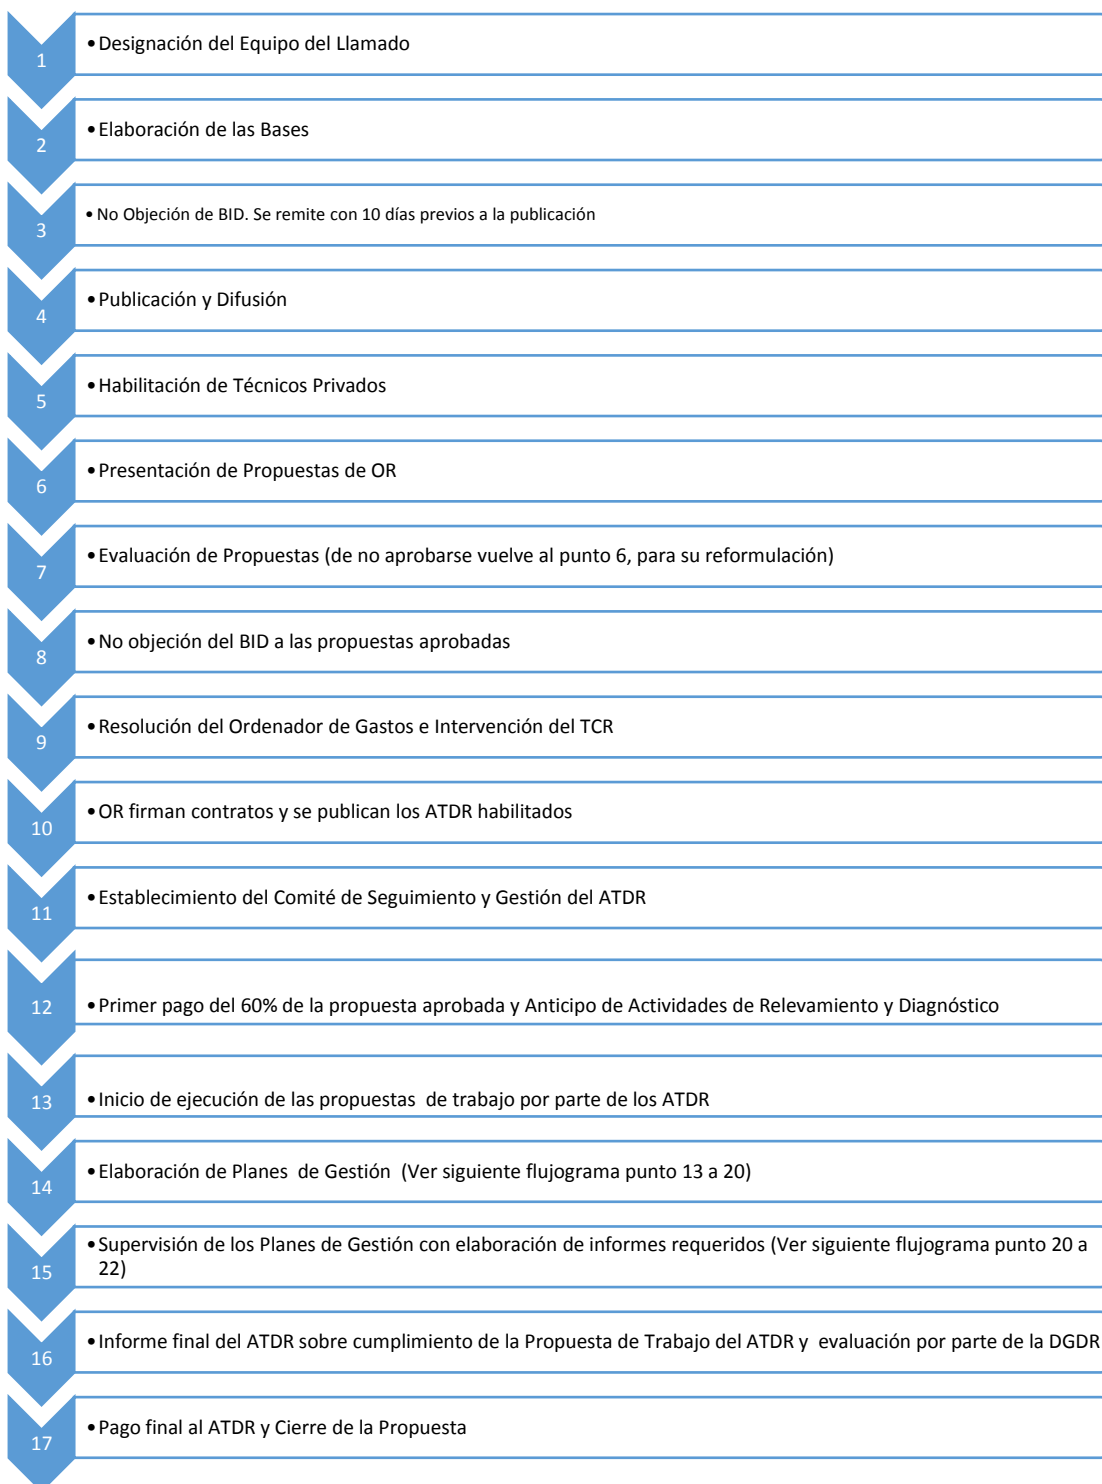 1
• Designación del Equipo del Llamado
2
• Elaboración de las Bases
3
• No Objeción de BID. Se remite con 10 días previos a la publicación
4
• Publicación y Difusión
5
• Habilitación de Técnicos Privados
6
• Presentación de Propuestas de OR
7
• Evaluación de Propuestas (de no aprobarse vuelve al punto 6, para su reformulación)
8
• No objeción del BID a las propuestas aprobadas
9
• Resolución del Ordenador de Gastos e Intervención del TCR
10
• OR firman contratos y se publican los ATDR habilitados
11
• Establecimiento del Comité de Seguimiento y Gestión del ATDR
12
• Primer pago del 60% de la propuesta aprobada y Anticipo de Actividades de Relevamiento y Diagnóstico
13
• Inicio de ejecución de las propuestas de trabajo por parte de los ATDR
14
• Elaboración de Planes de Gestión (Ver siguiente flujograma punto 13 a 20)
15
• Supervisión de los Planes de Gestión con elaboración de informes requeridos (Ver siguiente flujograma punto 20 a
22)
16
• Informe final del ATDR sobre cumplimiento de la Propuesta de Trabajo del ATDR y evaluación por parte de la DGDR
17
• Pago final al ATDR y Cierre de la Propuesta